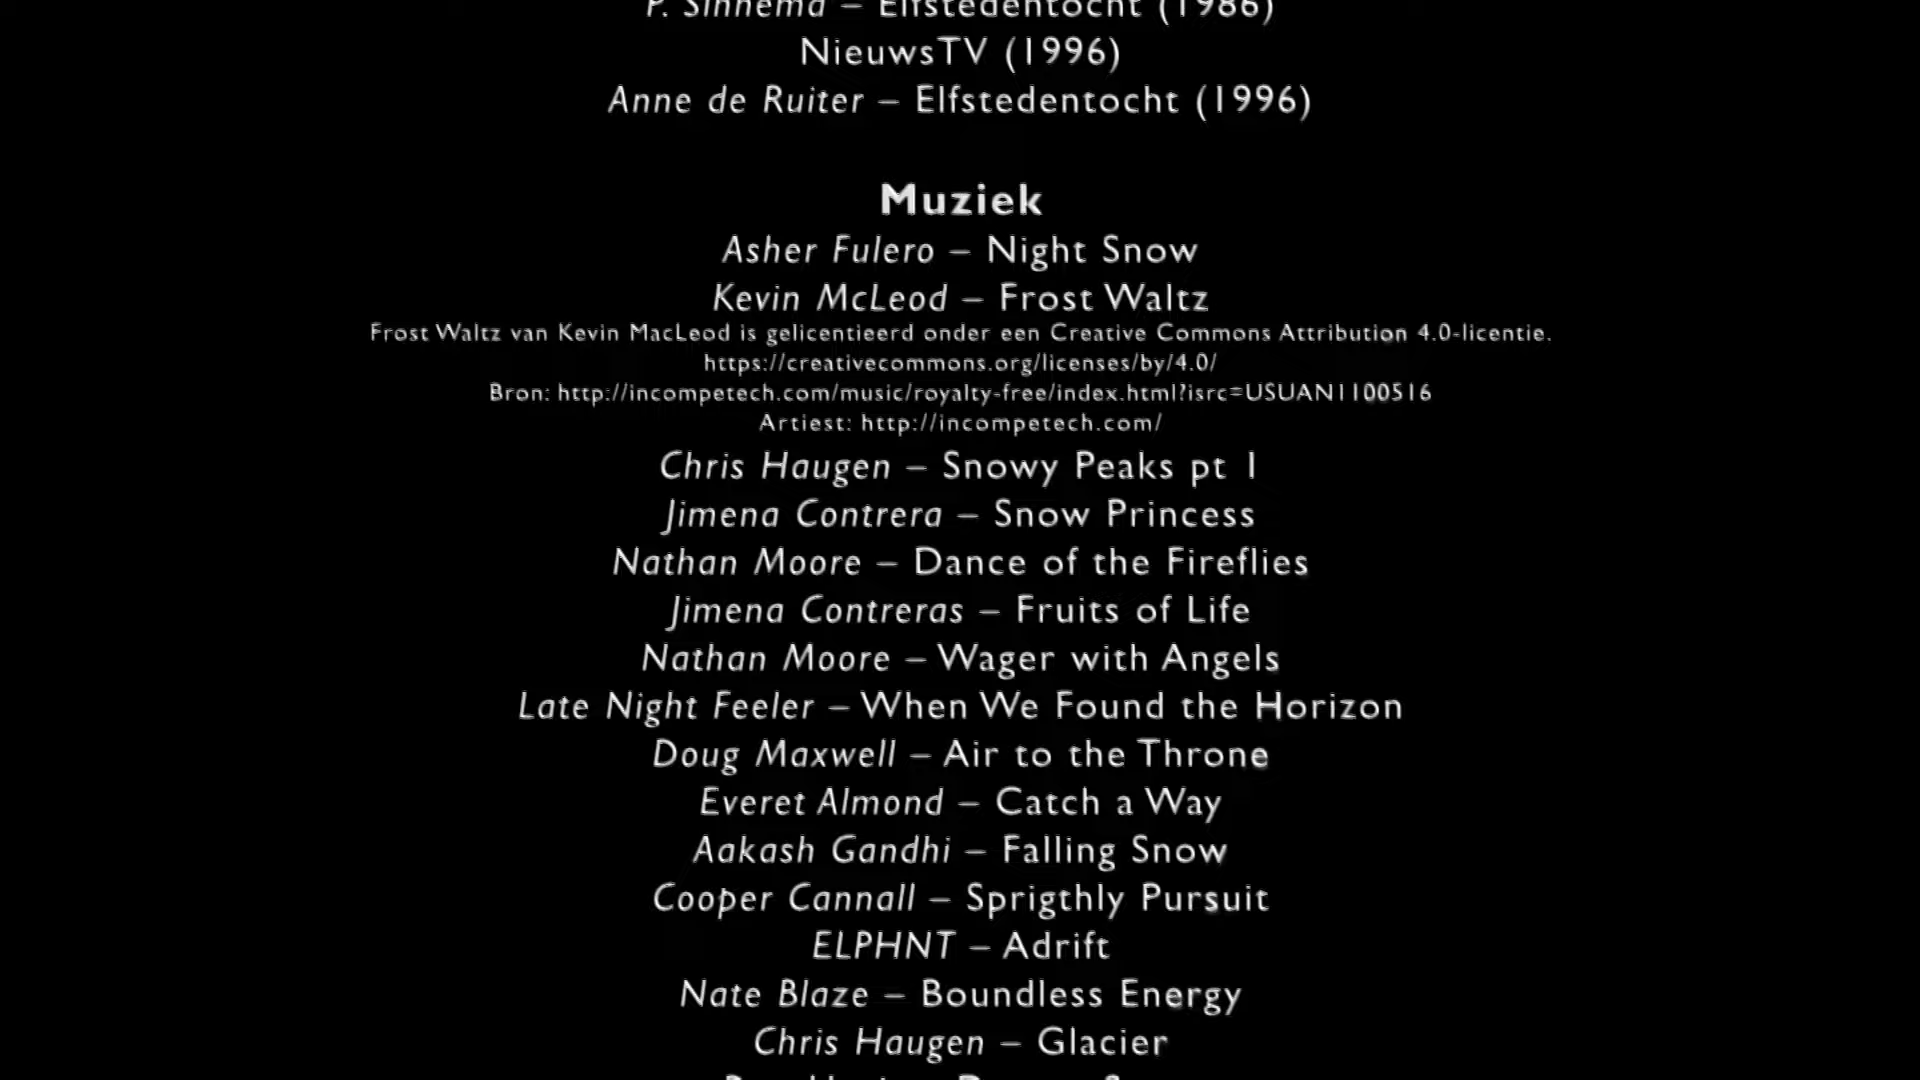 P. Sinnema – Elfstedentocht (1986)
NieuwsTV (1996)
Anne de Ruiter – Elfstedentocht (1996)
Muziek
Asher Fulero – Night Snow
Kevin McLeod – Frost Waltz
Frost Waltz van Kevin MacLeod is gelicentieerd onder een Creative Commons Attribution 4.0-licentie.
https://creativecommons.org/licenses/by/4.0/
Bron: http://incompetech.com/music/royalty-free/index.html?isrc=USUAN1100516
Artiest: http://incompetech.com/
Chris Haugen – Snowy Peaks pt 1
Jimena Contrera – Snow Princess
Nathan Moore – Dance of the Fireflies
Jimena Contreras – Fruits of Life
Nathan Moore – Wager with Angels
Late Night Feeler – When We Found the Horizon
Doug Maxwell – Air to the Throne
Everet Almond – Catch a Way
Aakash Gandhi – Falling Snow
Cooper Cannall – Sprigthly Pursuit
ELPHNT – Adrift
Nate Blaze – Boundless Energy
Chris Haugen – Glacier